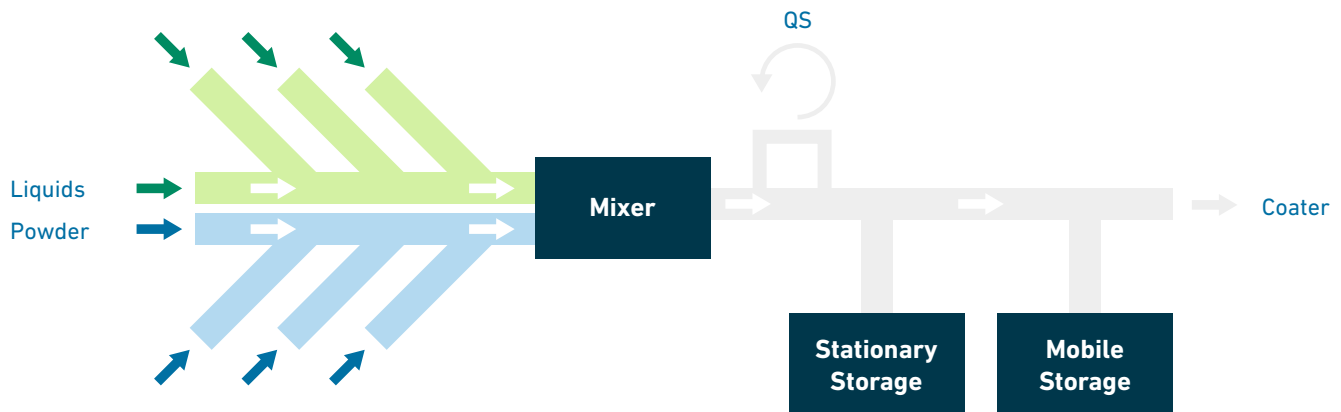 QS
Liquids
Powder
Mixer
Coater
Stationary
Storage
Mobile
Storage